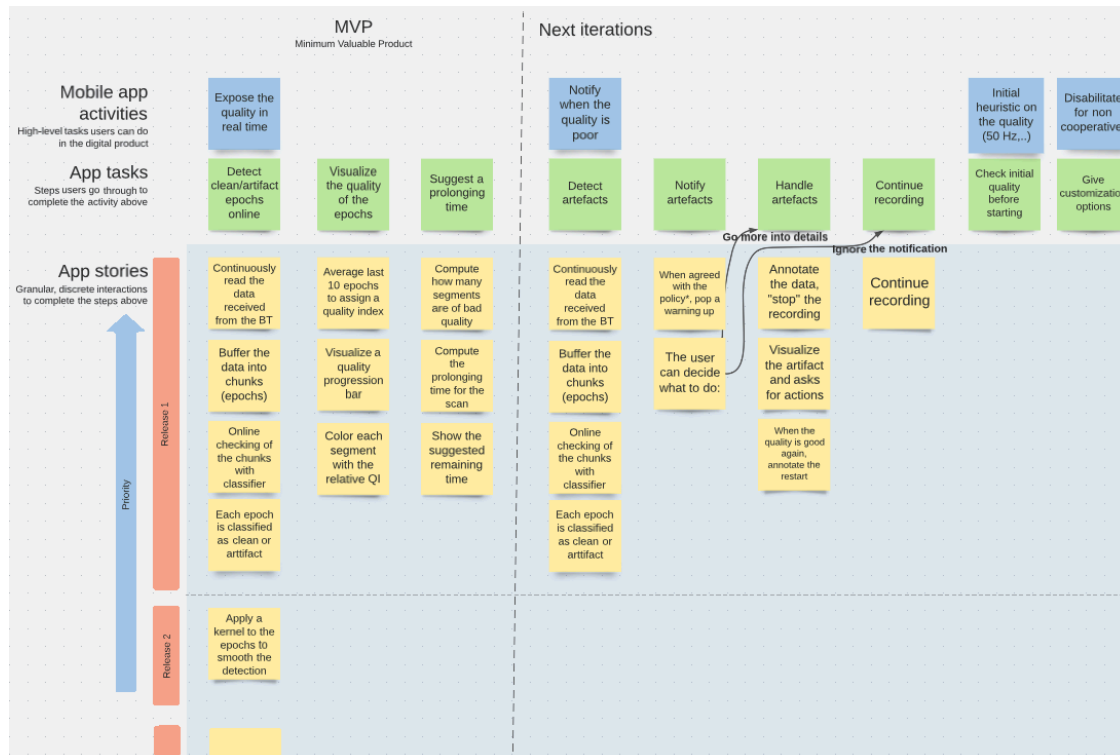 MVP
Minimum Valuable Product
Next iterations
Mobile app
activities
High-level tasks users can do
in the digital product
Expose the
quality in
real time
Notify
when the
quality is
poor
Initial
heuristic on
the quality
(50 Hz,..)
Disabilitate
for non
cooperative
App tasks
Steps users go through to
complete the activity above
Detect
clean/artifact
epochs
online
Visualize
the quality
of the
epochs
Suggest a
prolonging
time
Detect
artefacts
Notify
artefacts
Handle
artefacts
Continue
recording
Check initial
quality
before
starting
Give
customization
options
Go more into details
Ignore the notification
App stories
Granular, discrete interactions
to complete the steps above
Priority
Release 1
Continuously
read the
data
received
from the BT
Average last
10 epochs
to assign a
quality index
Compute
how many
segments
are of bad
quality
Continuously
read the
data
received
from the BT
When agreed
with the
policy*, pop a
warning up
Annotate
the data,
"stop" the
recording
Continue
recording
Buffer the
data into
chunks
(epochs)
Visualize a
quality
progression
bar
Compute
the
prolonging
time for the
scan
Buffer the
data into
chunks
(epochs)
The user
can decide
what to do:
Visualize
the artifact
and asks
for actions
Online
checking of
the chunks
with
classifier
Color each
segment
with the
relative QI
Show the
suggested
remaining
time
Online
checking of
the chunks
with
classifier
When the
quality is good
again,
annotate the
restart
Each epoch
is classified
as clean or
arttifact
Each epoch
is classified
as clean or
arttifact
Release 2
Apply a
kernel to the
epochs to
smooth the
detection